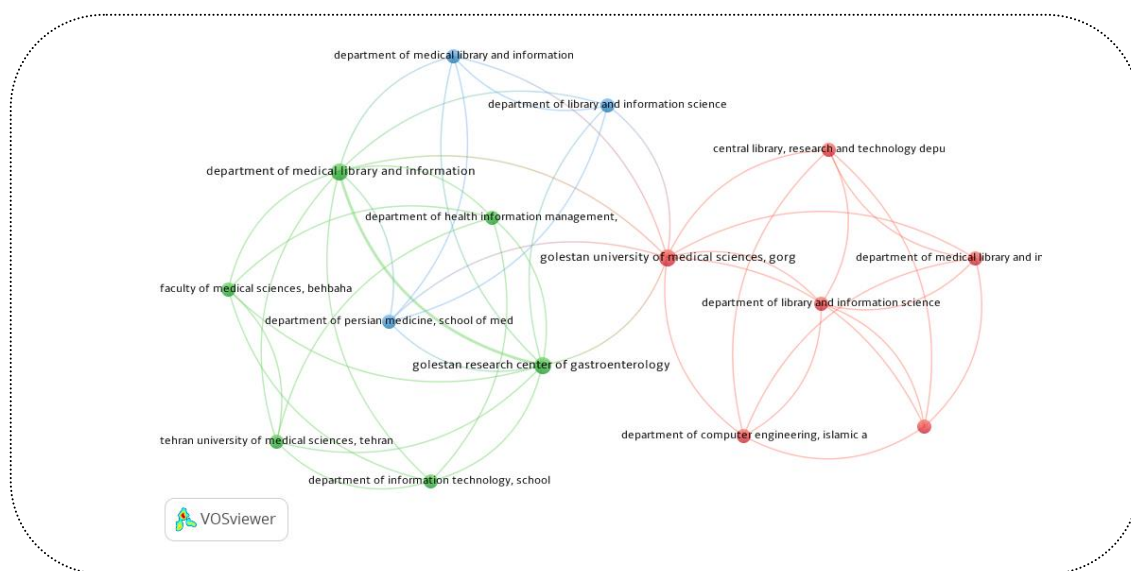 department of medical library and information
department of library and information science
central library, research and technology depu
department of medical library and information
department of health information management,
golestan university of medical sciences, gorg
department of medical library and ir
faculty of medical sciences, behbaha
department of library and information science
department of persian medicine, school of med
golestan research center of gastroenterology
department of computer engineering, islamic a
tehran university of medical sciences, tehran
department of information technology, school
VOSviewer